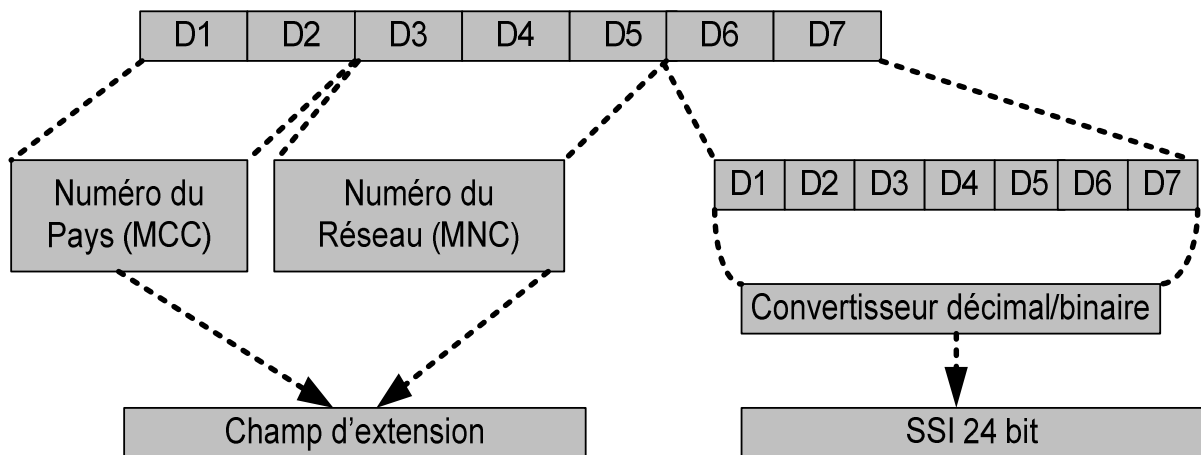 D1 D2 D3 D4 D5 D6 D7
Numéro du
Pays (MCC)
Numéro du
Réseau (MNC)
D1 D2 D3 D4 D5 D6 D7
Convertisseur décimal/binaire
Champ d’extension
SSI 24 bit